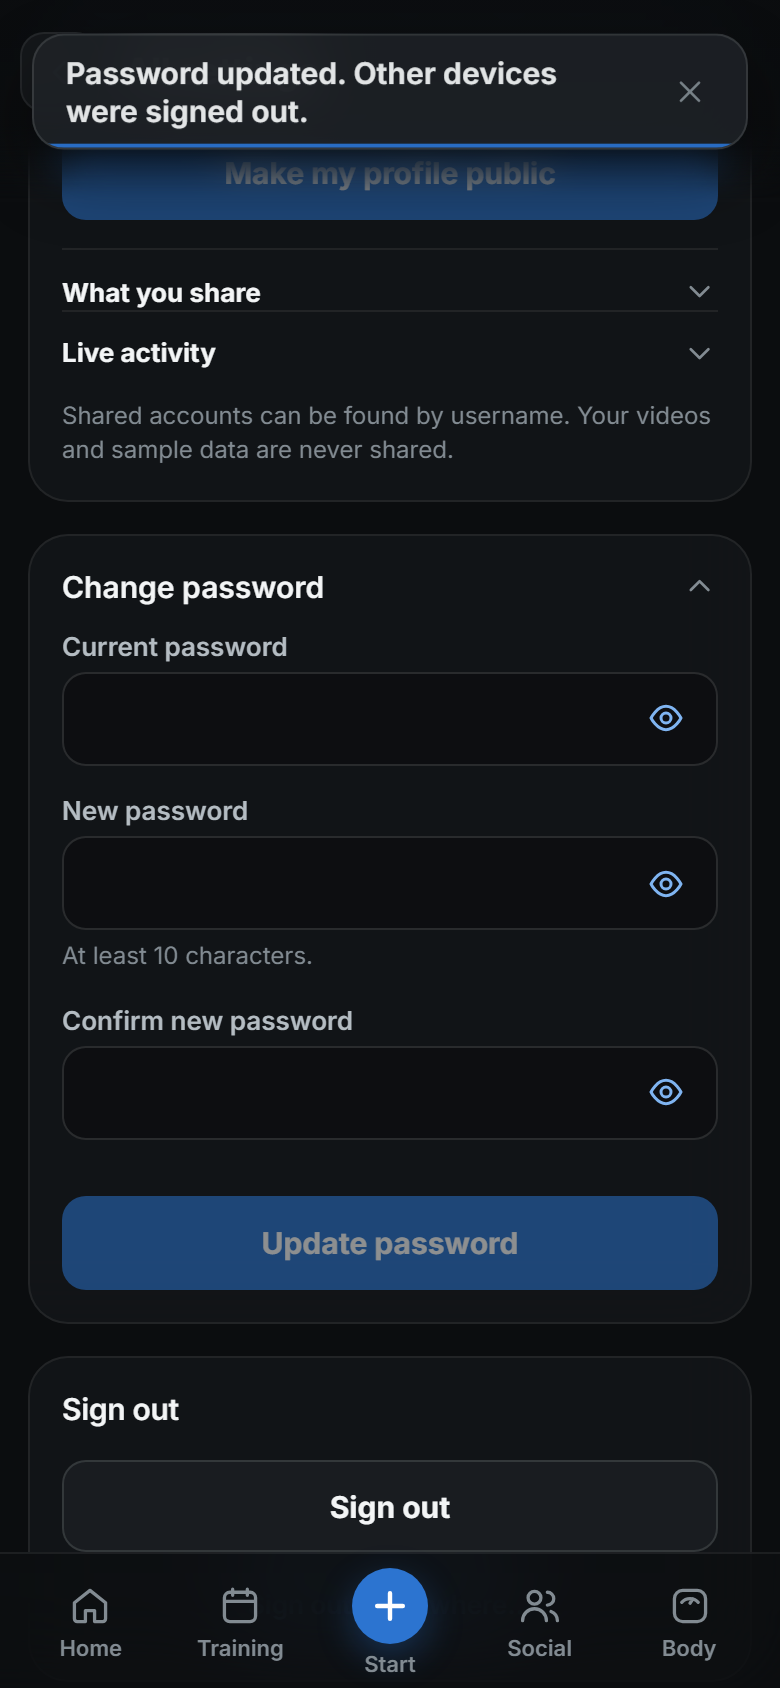 Password updated. Other devices
were signed out.
Make my profile public
What you share
Live activity
Shared accounts can be found by username. Your videos
and sample data are never shared.
Change password
Current password
New password
At least 10 characters.
Confirm new password
Update password
Sign out
Sign out
Home
Training
Start
Social
Body